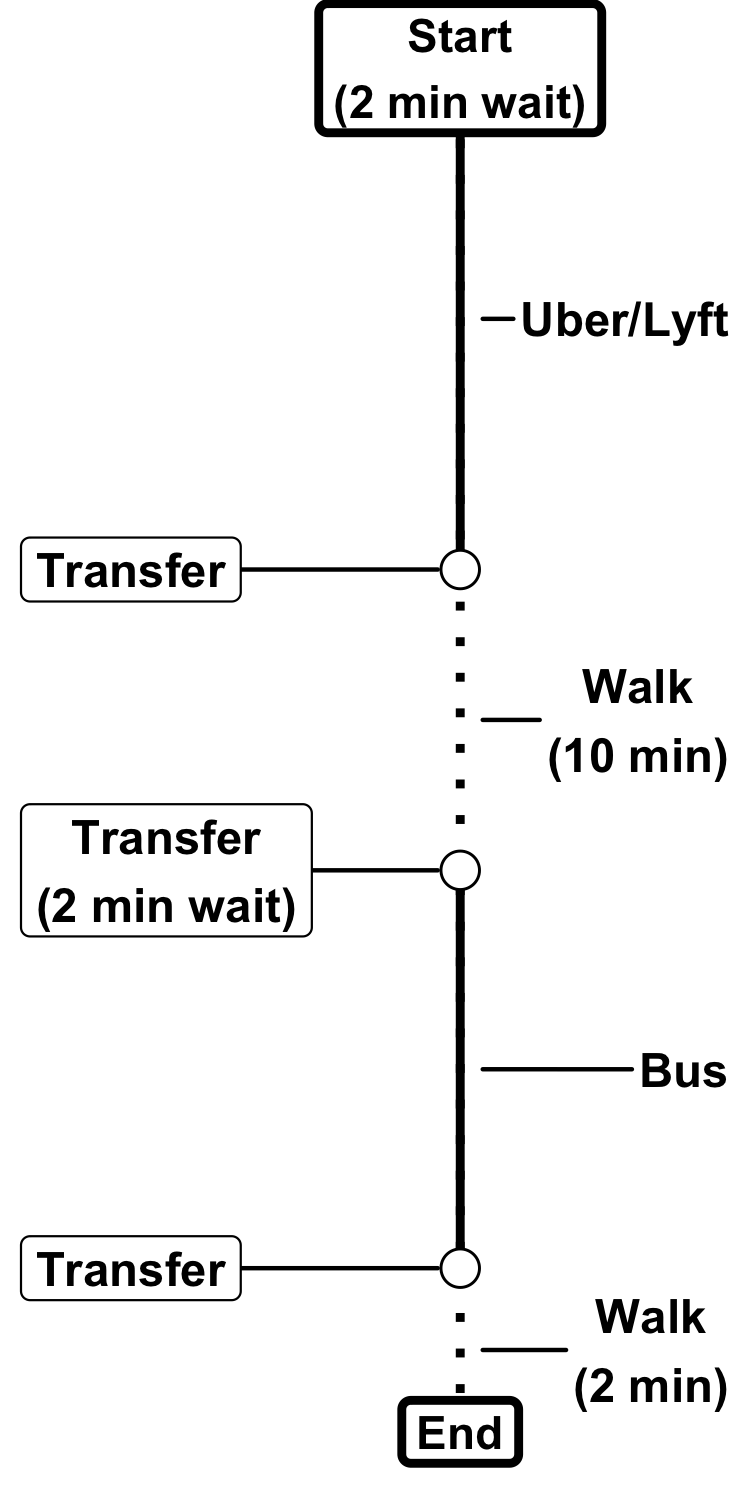 Start
(2 min wait)
Uber/Lyft
Transfer
Walk
(10 min)
Transfer
(2 min wait)
Bus
Transfer
Walk
(2 min)
End